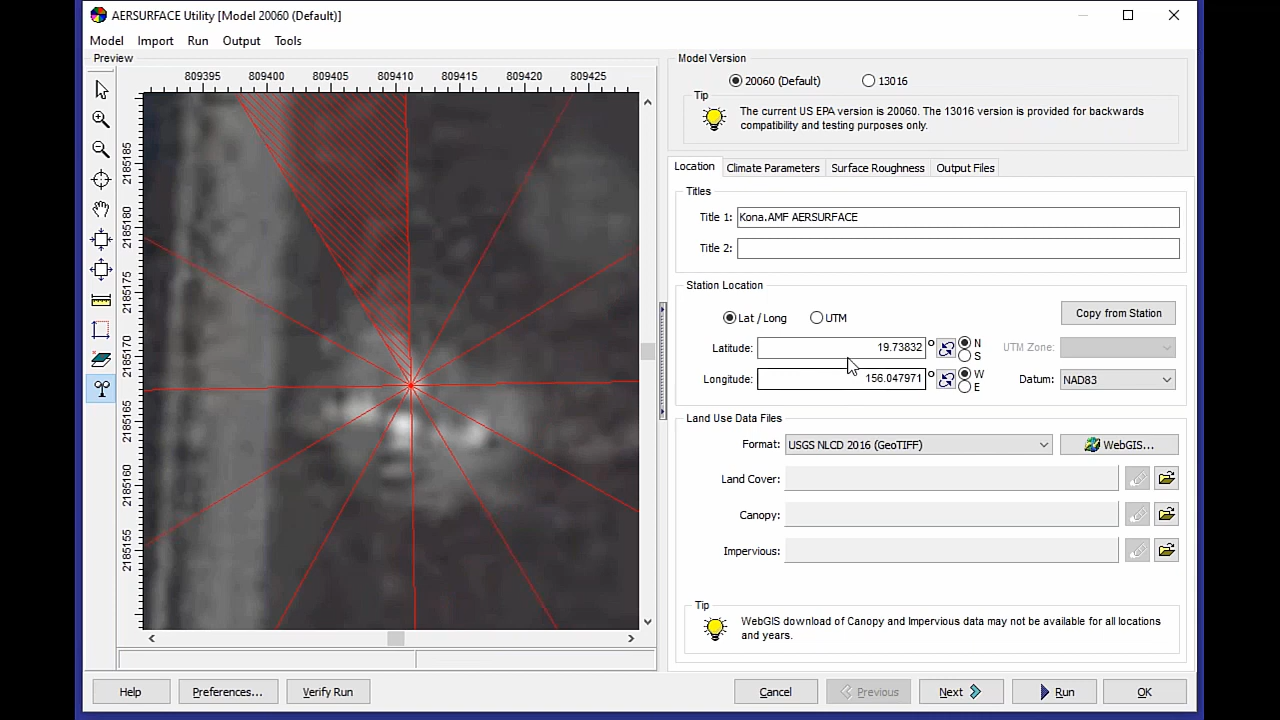 AERSURFACE Utility [Model 20060 (Default)]
Model Import Run Output Tools
Preview
809395 809400 809405 809410 809415 809420 809425
2185185
2185180
2185175
2185170
2185165
2185160
2185155
Model Version
20060 (Default) 13016
Tip
The current US EPA version is 20060. The 13016 version is provided for backwards
compatibility and testing purposes only.
Location Climate Parameters Surface Roughness Output Files
Titles
Title 1: Kona.AMF AERSURFACE
Title 2:
Station Location
Lat / Long UTM Copy from Station
Latitude: 19.73832 ° N S UTM Zone:
Longitude: 156.047971 ° W E Datum: NAD83
Land Use Data Files
Format: USGS NLCD 2016 (GeoTIFF) WebGIS...
Land Cover:
Canopy:
Impervious:
Tip
WebGIS download of Canopy and Impervious data may not be available for all locations
and years.
Help Preferences... Verify Run Cancel Previous Next Run OK